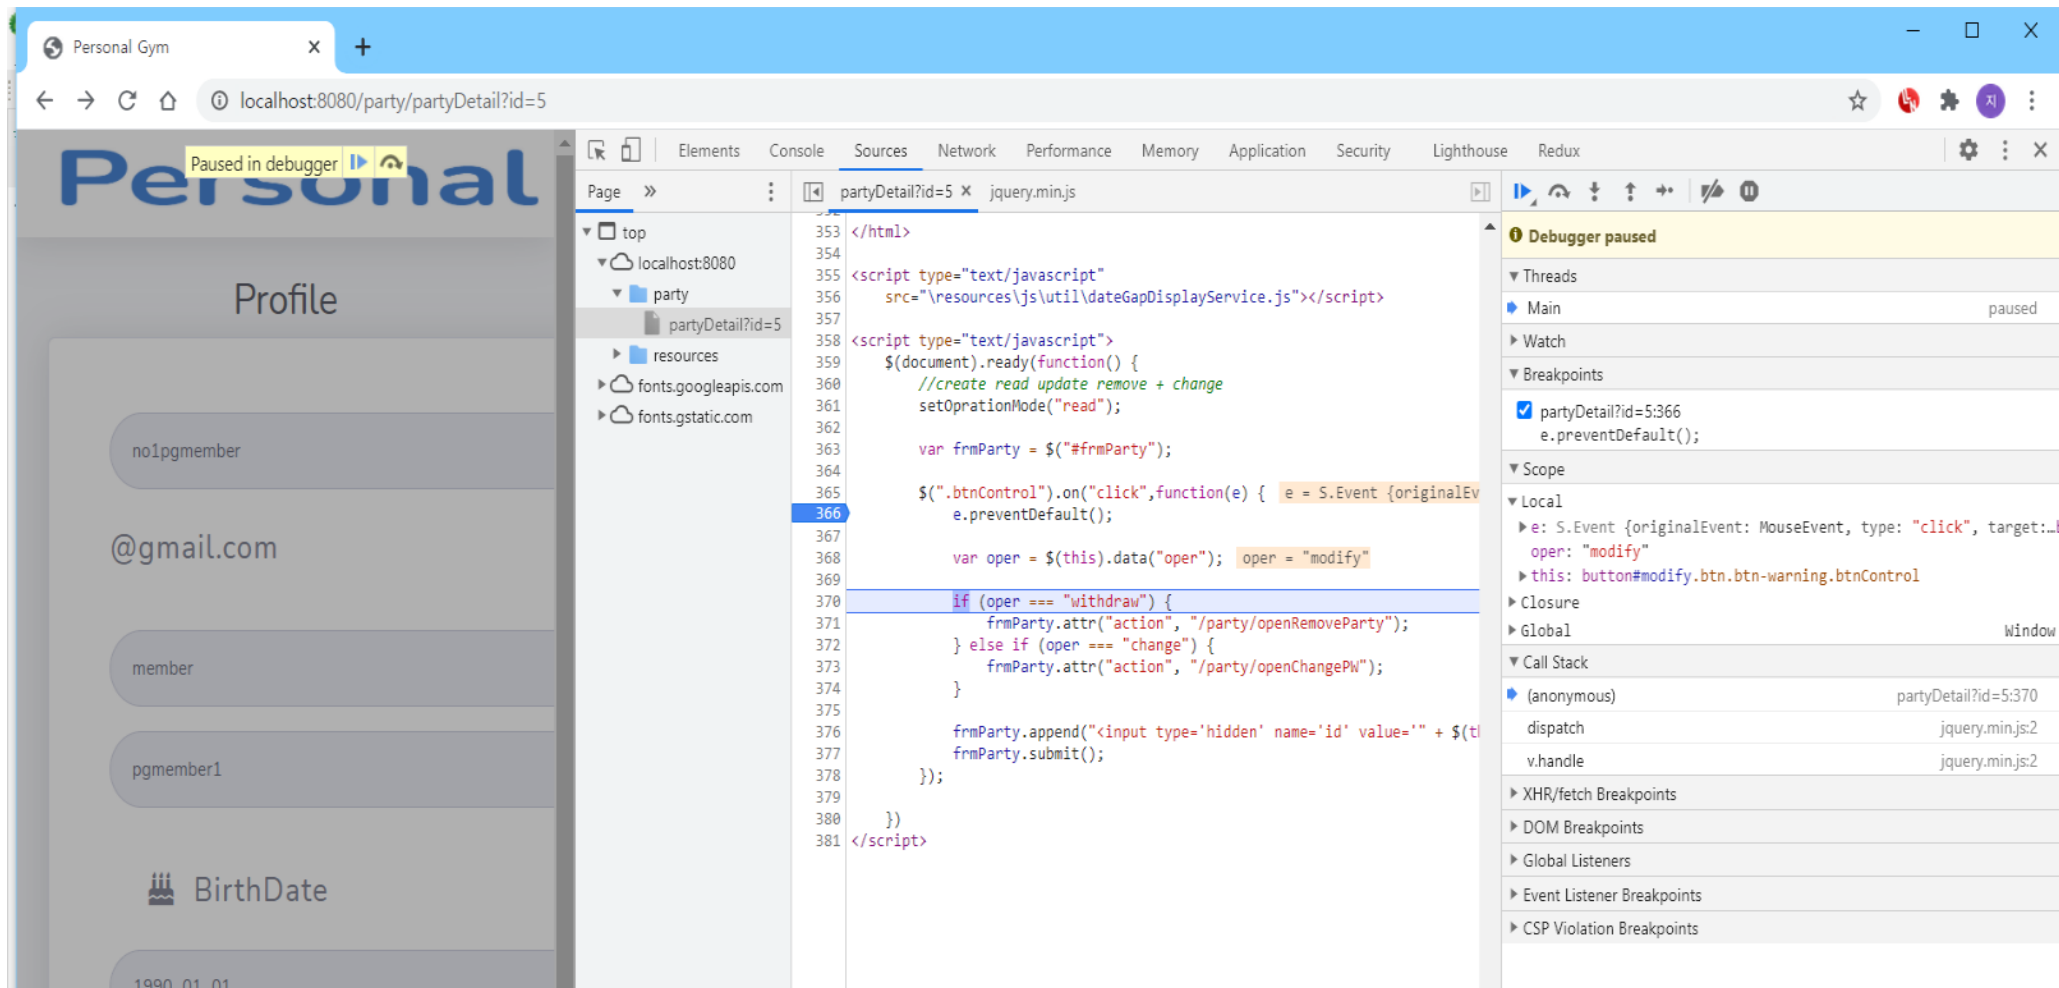 Personal Gym
localhost:8080/party/partyDetail?id=5
지
Personal
Paused in debugger
Profile
no1pgmember
@gmail.com
member
pgmember1
BirthDate
1990-01-01
Elements Console Sources Network Performance Memory Application Security Lighthouse Redux
Page »
top
localhost:8080
party
partyDetail?id=5
resources
fonts.googleapis.com
fonts.gstatic.com
partyDetail?id=5 × jquery.min.js
352
353 </html>
354
355 <script type="text/javascript"
356 src="\resources\js\util\dateGapDisplayService.js"></script>
357
358 <script type="text/javascript">
359 $(document).ready(function() {
360 //create read update remove + change
361 setOprationMode("read");
362
363 var frmParty = $("#frmParty");
364
365 $(".btnControl").on("click",function(e) { e = S.Event {originalEv
366 e.preventDefault();
367
368 var oper = $(this).data("oper"); oper = "modify"
369
370 if (oper === "withdraw") {
371 frmParty.attr("action", "/party/openRemoveParty");
372 } else if (oper === "change") {
373 frmParty.attr("action", "/party/openChangePW");
374 }
375
376 frmParty.append("<input type='hidden' name='id' value='" + $(th
377 frmParty.submit();
378 });
379
380 })
381 </script>
Debugger paused
Threads
Main paused
Watch
Breakpoints
partyDetail?id=5:366
e.preventDefault();
Scope
Local
e: S.Event {originalEvent: MouseEvent, type: "click", target:…b
oper: "modify"
this: button#modify.btn.btn-warning.btnControl
Closure
Global Window
Call Stack
(anonymous) partyDetail?id=5:370
dispatch jquery.min.js:2
v.handle jquery.min.js:2
XHR/fetch Breakpoints
DOM Breakpoints
Global Listeners
Event Listener Breakpoints
CSP Violation Breakpoints